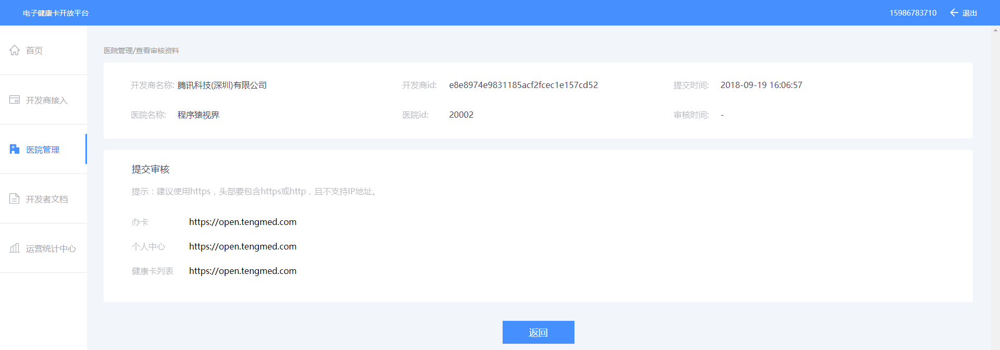 电子健康卡开放平台
15986783710 退出
首页
开发商接入
医院管理
开发者文档
运营统计中心
医院管理/查看审核资料
开发商名称: 腾讯科技(深圳)有限公司 开发商id: e8e8974e9831185acf2fcec1e157cd52 提交时间: 2018-09-19 16:06:57
医院名称: 程序猿视界 医院id: 20002 审核时间: -
提交审核
提示：建议使用https，头部要包含https或http，且不支持IP地址。
办卡 https://open.tengmed.com
个人中心 https://open.tengmed.com
健康卡列表 https://open.tengmed.com
返回